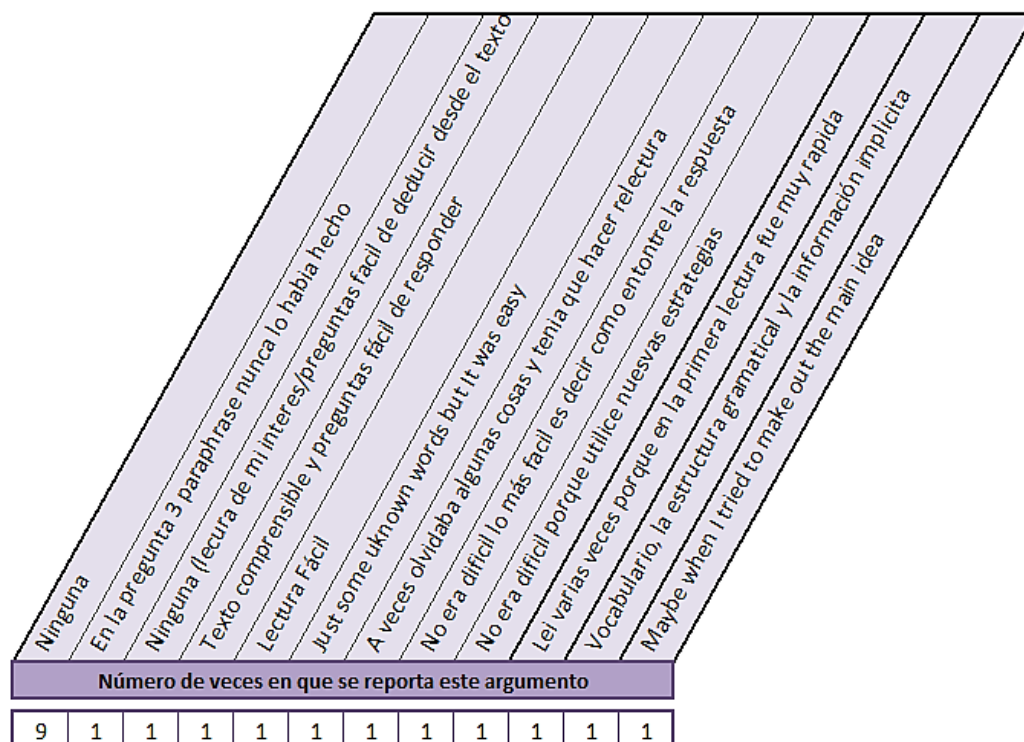 Ninguna
En la pregunta 3 paraphrase nunca lo habia hecho
Ninguna (lecura de mi interes/preguntas facil de deducir desde el texto
Texto comprensible y preguntas fácil de responder
Lectura Fácil
Just some uknown words but it was easy
A veces olvidaba algunas cosas y tenia que hacer relectura
No era dificil lo más facil es decir como entontre la respuesta
No era dificil porque utilice nuesvas estrategias
Lei varias veces porque en la primera lectura fue muy rapida
Vocabulario, la estructura gramatical y la información implicita
Maybe when I tried to make out the main idea
Número de veces en que se reporta este argumento
9 1 1 1 1 1 1 1 1 1 1 1